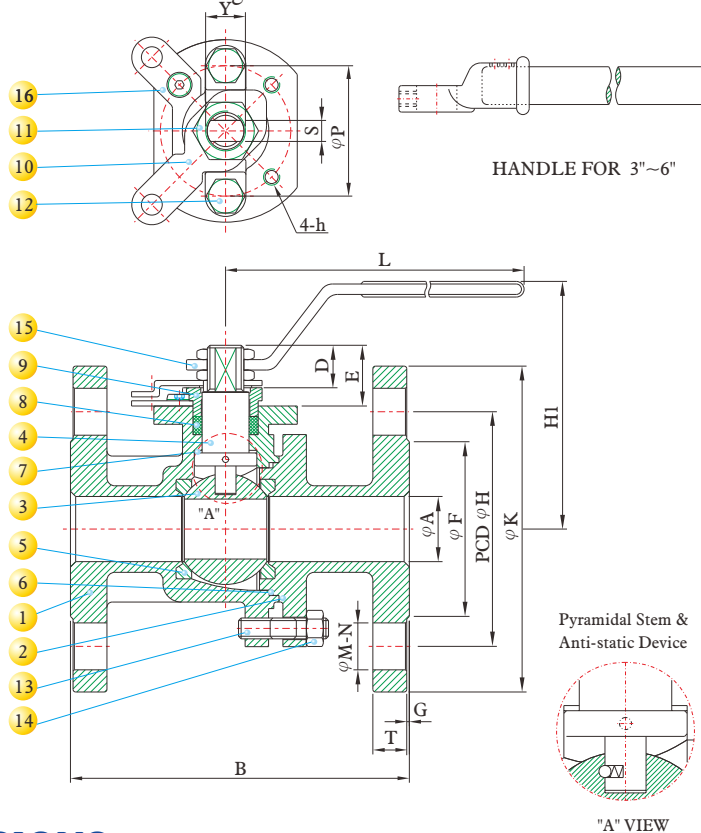 Y
16
11
10
12
S
φP
4-h
HANDLE FOR 3"~6"
L
15
9
8
4
7
3
5
6
1
2
13
14
D
E
H1
"A"
φA
φF
PCD φH
φK
φM-N
G
T
B
Pyramidal Stem &
Anti-static Device
"A" VIEW